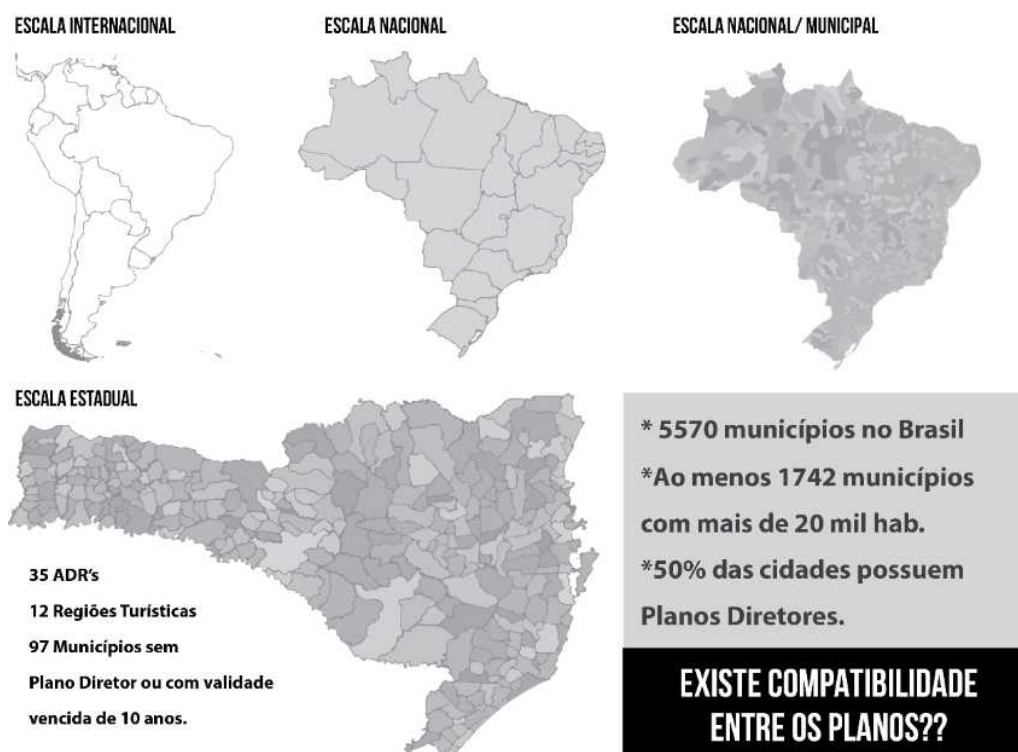 ESCALA INTERNACIONAL
ESCALA NACIONAL
ESCALA NACIONAL/ MUNICIPAL
ESCALA ESTADUAL
35 ADR's
12 Regiões Turísticas
97 Municípios sem
Plano Diretor ou com validade
vencida de 10 anos.
* 5570 municípios no Brasil
*Ao menos 1742 municípios
com mais de 20 mil hab.
*50% das cidades possuem
Planos Diretores.
EXISTE COMPATIBILIDADE
ENTRE OS PLANOS??